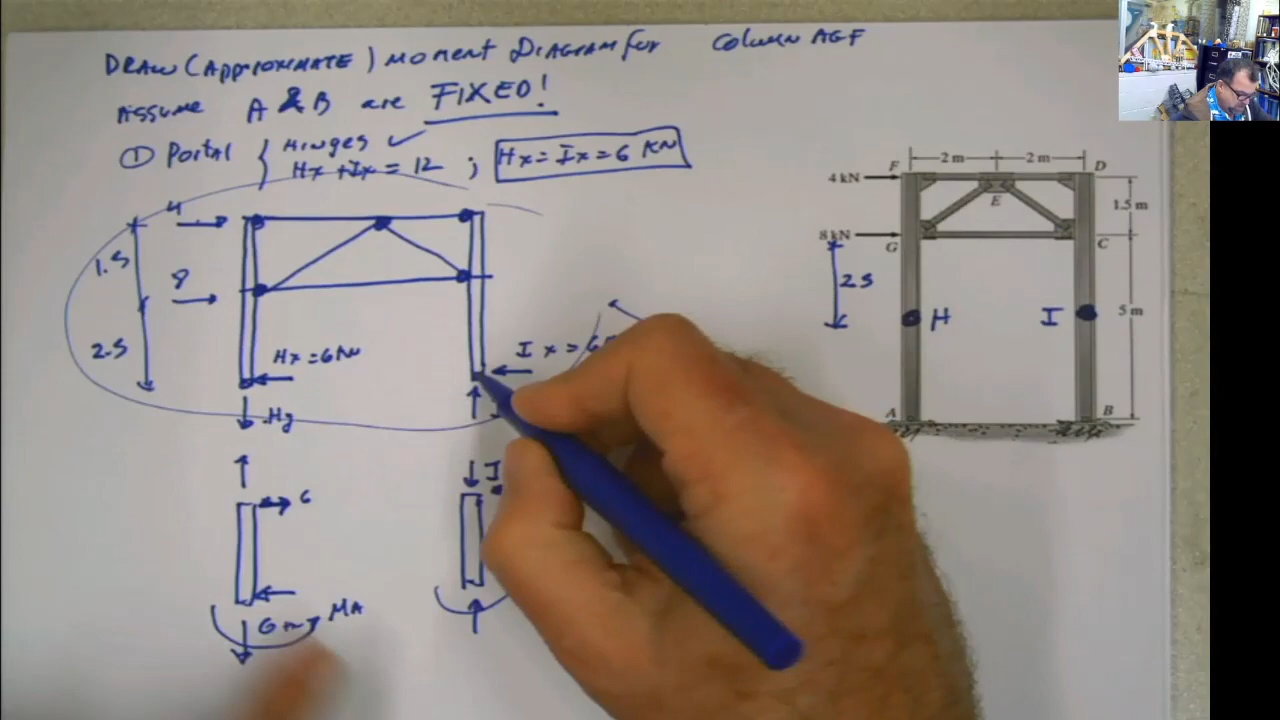 DRAW (APPROXIMATE) MOMENT DIAGRAM for COLUMN AGF
ASSUME A & B are FIXED!
① Portal { Hinges ✓
Hx + Ix = 12 ; Hx = Ix = 6 KN
4
1.5
8
2.5
Hx = 6KN
I x = 6
Hy
I
6
I
MA
F 2 m 2 m D
4 kN
E
1.5 m
8 kN
G C
2.5
H I
5 m
A B